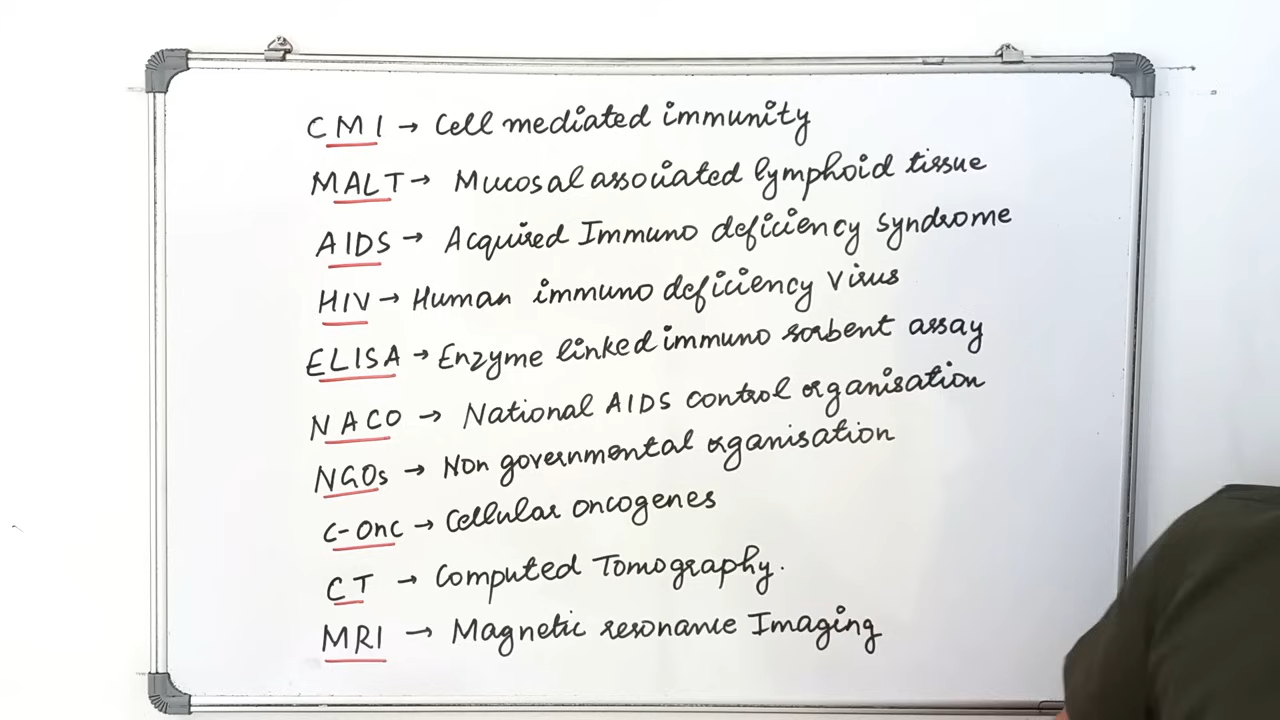 CMI → Cell mediated immunity
MALT → Mucosal associated lymphoid tissue
AIDS → Acquired Immuno deficiency syndrome
HIV → Human immuno deficiency Virus
ELISA → Enzyme linked immuno sorbent assay
NACO → National AIDS control organisation
NGOs → Non governmental organisation
C-onc → Cellular oncogenes
CT → Computed Tomography.
MRI → Magnetic resonance Imaging